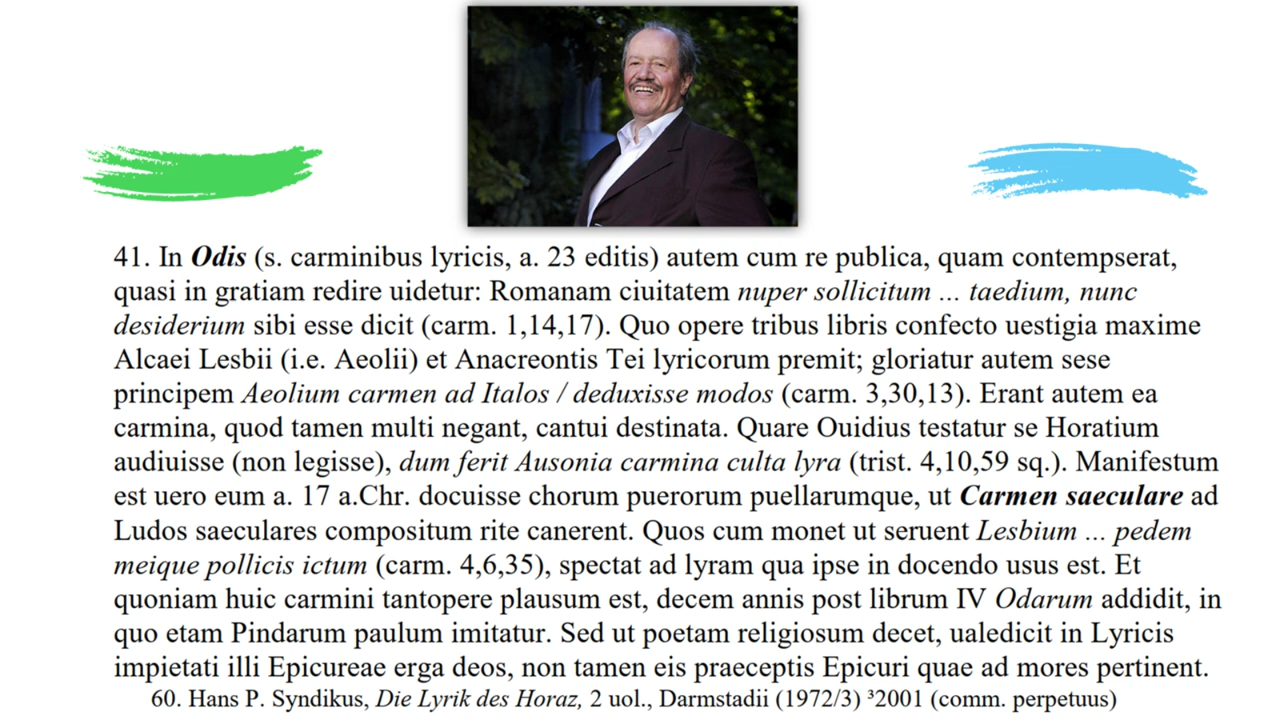 41. In Odis (s. carminibus lyricis, a. 23 editis) autem cum re publica, quam contempserat,
quasi in gratiam redire uidetur: Romanam ciuitatem nuper sollicitum ... taedium, nunc
desiderium sibi esse dicit (carm. 1,14,17). Quo opere tribus libris confecto uestigia maxime
Alcaei Lesbii (i.e. Aeolii) et Anacreontis Tei lyricorum premit; gloriatur autem sese
principem Aeolium carmen ad Italos / deduxisse modos (carm. 3,30,13). Erant autem ea
carmina, quod tamen multi negant, cantui destinata. Quare Ouidius testatur se Horatium
audiuisse (non legisse), dum ferit Ausonia carmina culta lyra (trist. 4,10,59 sq.). Manifestum
est uero eum a. 17 a.Chr. docuisse chorum puerorum puellarumque, ut Carmen saeculare ad
Ludos saeculares compositum rite canerent. Quos cum monet ut seruent Lesbium ... pedem
meique pollicis ictum (carm. 4,6,35), spectat ad lyram qua ipse in docendo usus est. Et
quoniam huic carmini tantopere plausum est, decem annis post librum IV Odarum addidit, in
quo etam Pindarum paulum imitatur. Sed ut poetam religiosum decet, ualedicit in Lyricis
impietati illi Epicureae erga deos, non tamen eis praeceptis Epicuri quae ad mores pertinent.
60. Hans P. Syndikus, Die Lyrik des Horaz, 2 uol., Darmstadii (1972/3) ³2001 (comm. perpetuus)